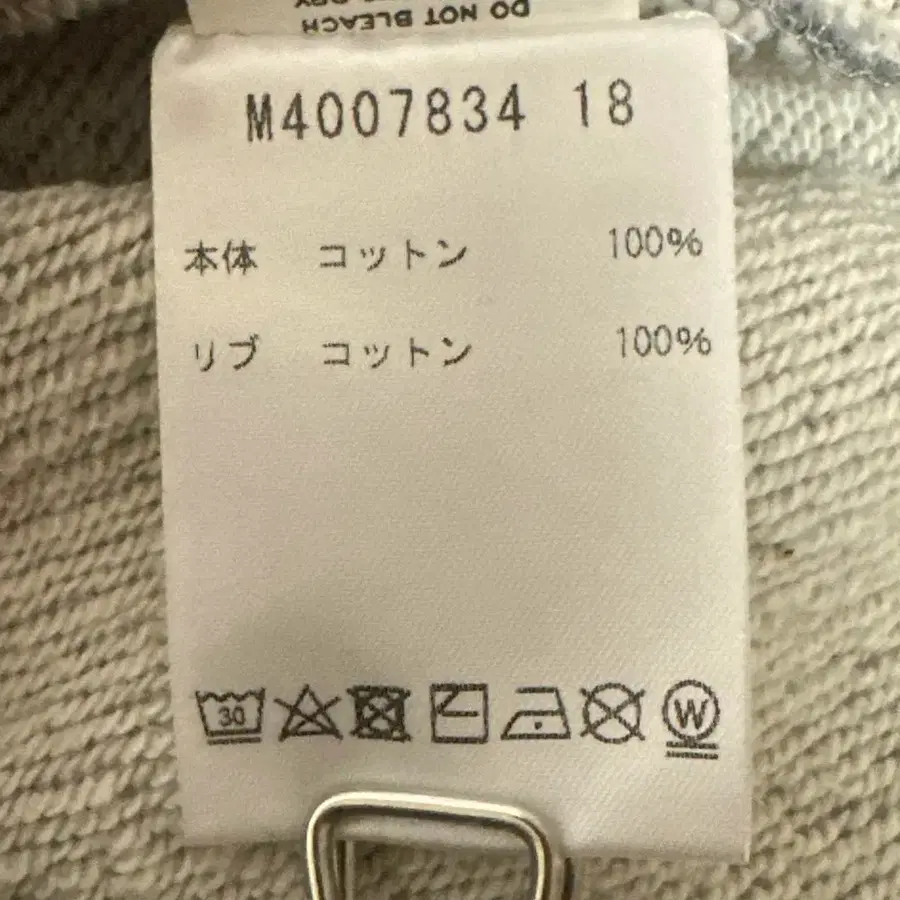 DO NOT BLEACH
M4007834 18
本体 コットン 100%
リブ コットン 100%
30
W